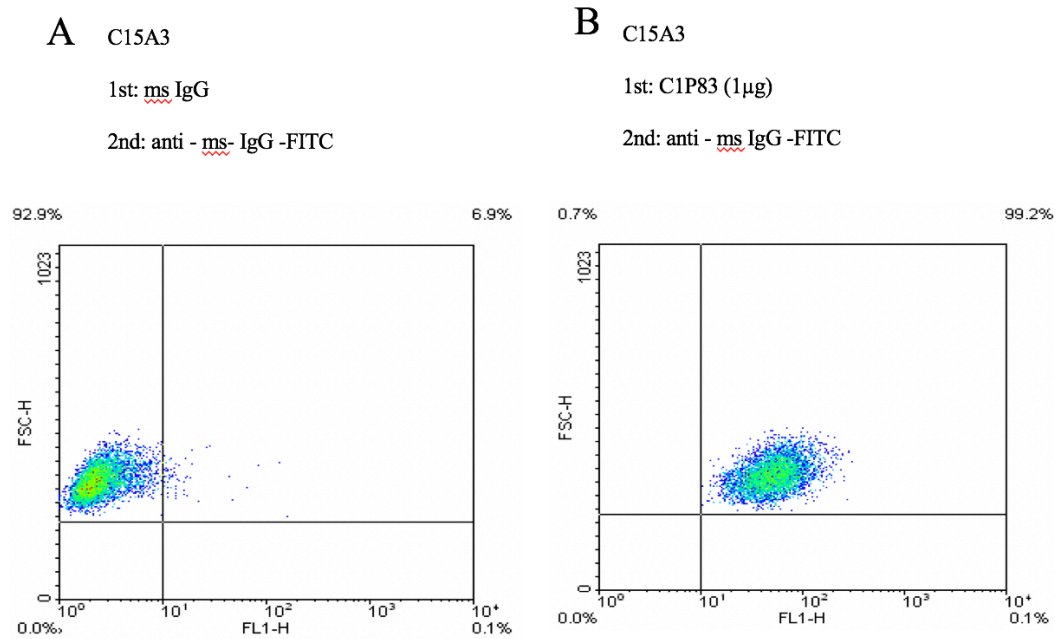 A
C15A3
1st: ms IgG
2nd: anti - ms- IgG -FITC
92.9%
6.9%
1023
FSC-H
0
10⁰
10¹
10²
10³
10⁴
0.0%›
FL1-H
0.1%
B
C15A3
1st: C1P83 (1μg)
2nd: anti - ms IgG -FITC
0.7%
99.2%
1023
FSC-H
0
10⁰
10¹
10²
10³
10⁴
0.0%
FL1-H
0.1%